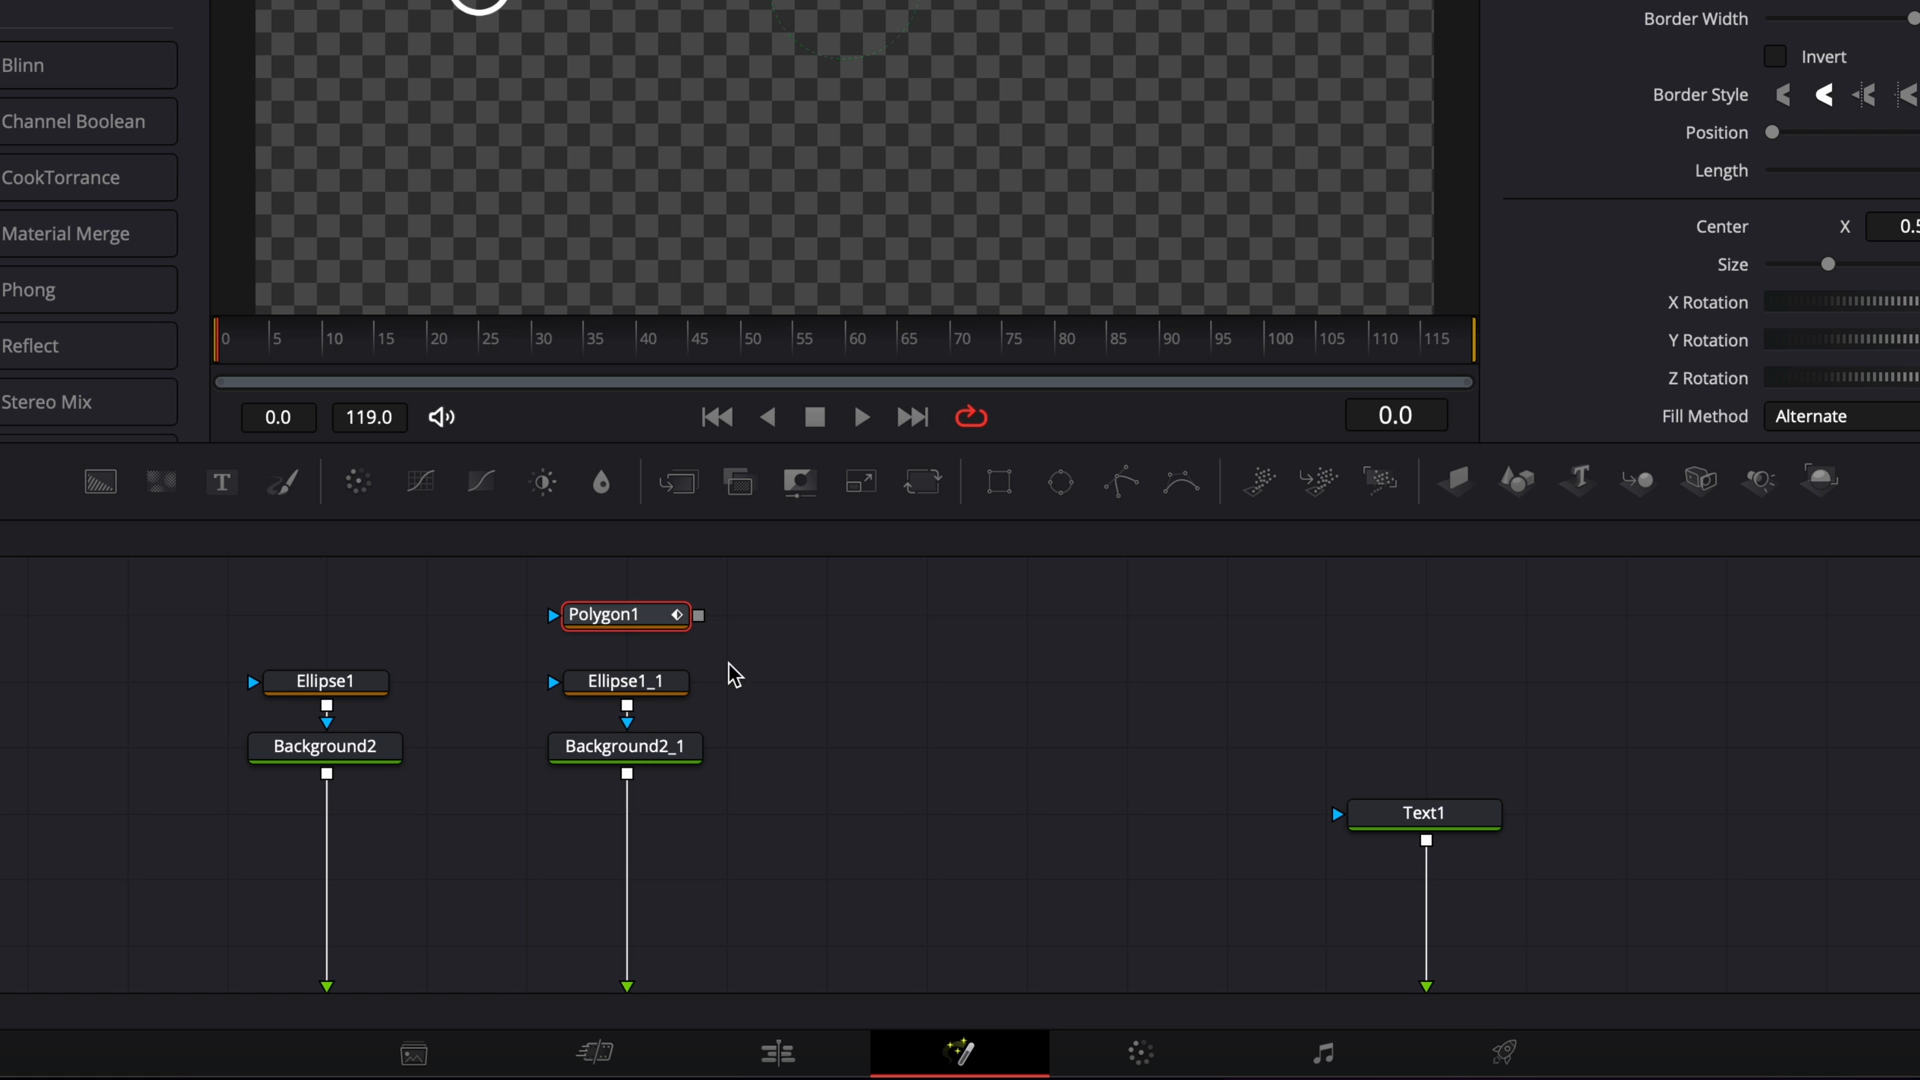 Blinn
Channel Boolean
CookTorrance
Material Merge
Phong
Reflect
Stereo Mix
Border Width
Invert
Border Style
Position
Length
Center X 0.5
Size
X Rotation
Y Rotation
Z Rotation
Fill Method Alternate
0 5 10 15 20 25 30 35 40 45 50 55 60 65 70 75 80 85 90 95 100 105 110 115
0.0 119.0 0.0
T
T
Polygon1
Ellipse1
Ellipse1_1
Background2
Background2_1
Text1